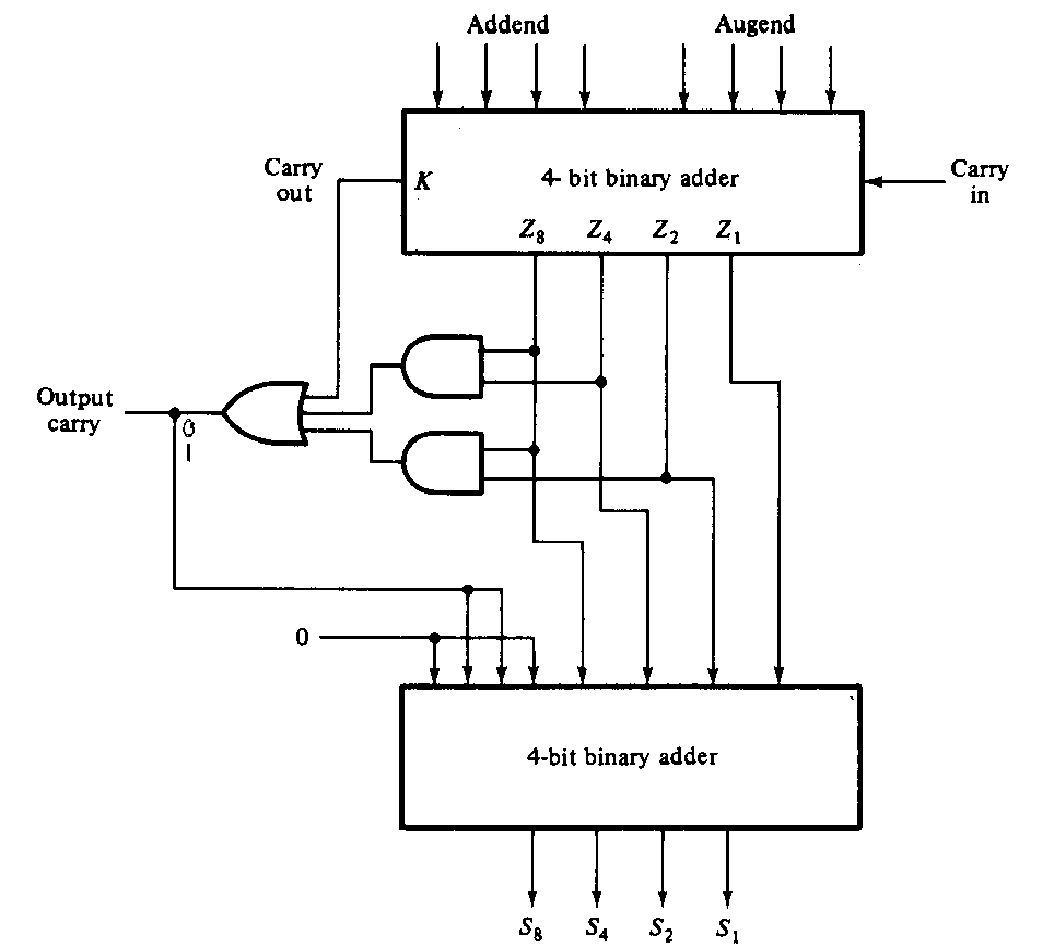 Addend Augend
Carry out
K
4- bit binary adder
Carry in
Z8 Z4 Z2 Z1
Output carry
0
1
0
4-bit binary adder
S8 S4 S2 S1